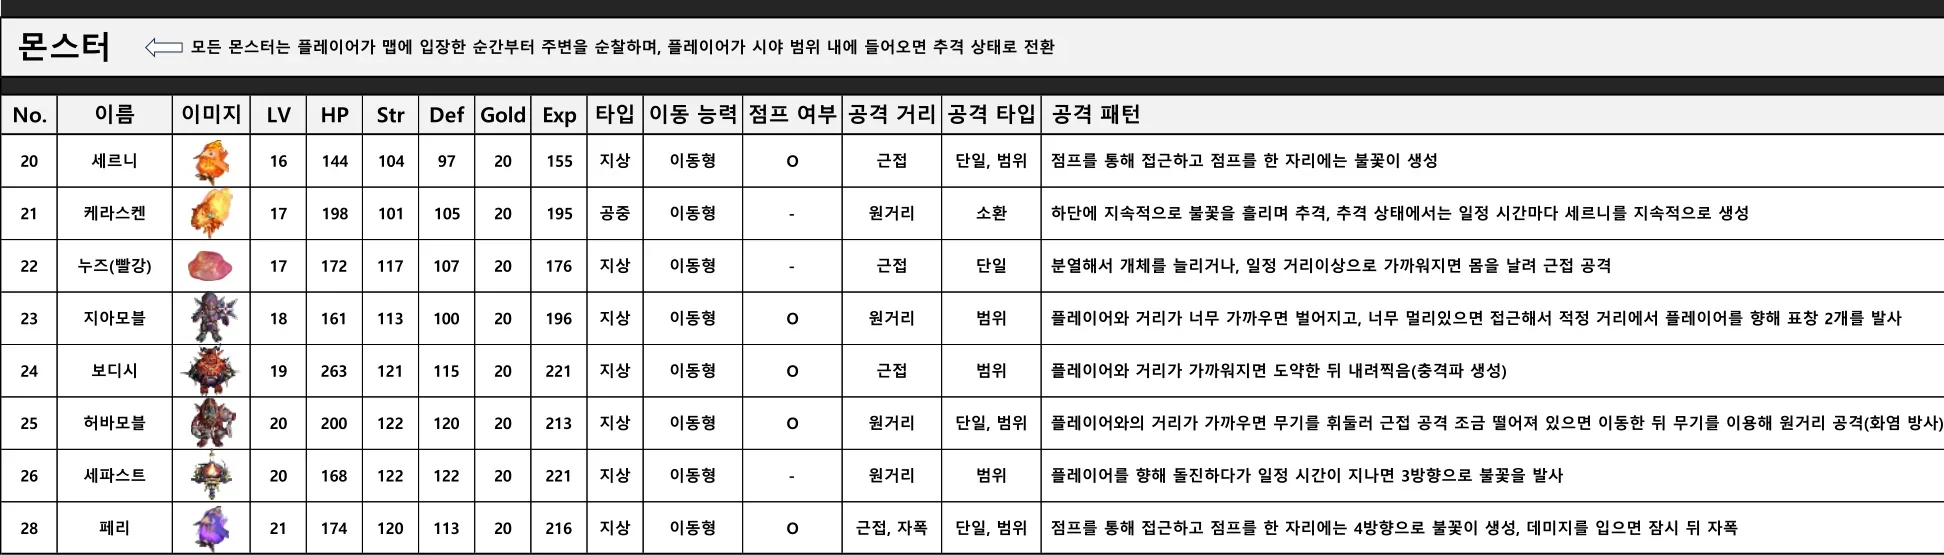 몬스터 모든 몬스터는 플레이어가 맵에 입장한 순간부터 주변을 순찰하며, 플레이어가 시야 범위 내에 들어오면 추격 상태로 전환
No. 이름 이미지 LV HP Str Def Gold Exp 타입 이동 능력 점프 여부 공격 거리 공격 타입 공격 패턴
20 세르니 16 144 104 97 20 155 지상 이동형 O 근접 단일, 범위 점프를 통해 접근하고 점프를 한 자리에는 불꽃이 생성
21 케라스켄 17 198 101 105 20 195 공중 이동형 - 원거리 소환 하단에 지속적으로 불꽃을 흘리며 추격, 추격 상태에서는 일정 시간마다 세르니를 지속적으로 생성
22 누즈(빨강) 17 172 117 107 20 176 지상 이동형 - 근접 단일 분열해서 개체를 늘리거나, 일정 거리이상으로 가까워지면 몸을 날려 근접 공격
23 지아모블 18 161 113 100 20 196 지상 이동형 O 원거리 범위 플레이어와 거리가 너무 가까우면 벌어지고, 너무 멀리있으면 접근해서 적정 거리에서 플레이어를 향해 표창 2개를 발사
24 보디시 19 263 121 115 20 221 지상 이동형 O 근접 범위 플레이어와 거리가 가까워지면 도약한 뒤 내려찍음(충격파 생성)
25 허바모블 20 200 122 120 20 213 지상 이동형 O 원거리 단일, 범위 플레이어와의 거리가 가까우면 무기를 휘둘러 근접 공격 조금 떨어져 있으면 이동한 뒤 무기를 이용해 원거리 공격(화염 방사)
26 세파스트 20 168 122 122 20 221 지상 이동형 - 원거리 범위 플레이어를 향해 돌진하다가 일정 시간이 지나면 3방향으로 불꽃을 발사
28 페리 21 174 120 113 20 216 지상 이동형 O 근접, 자폭 단일, 범위 점프를 통해 접근하고 점프를 한 자리에는 4방향으로 불꽃이 생성, 데미지를 입으면 잠시 뒤 자폭